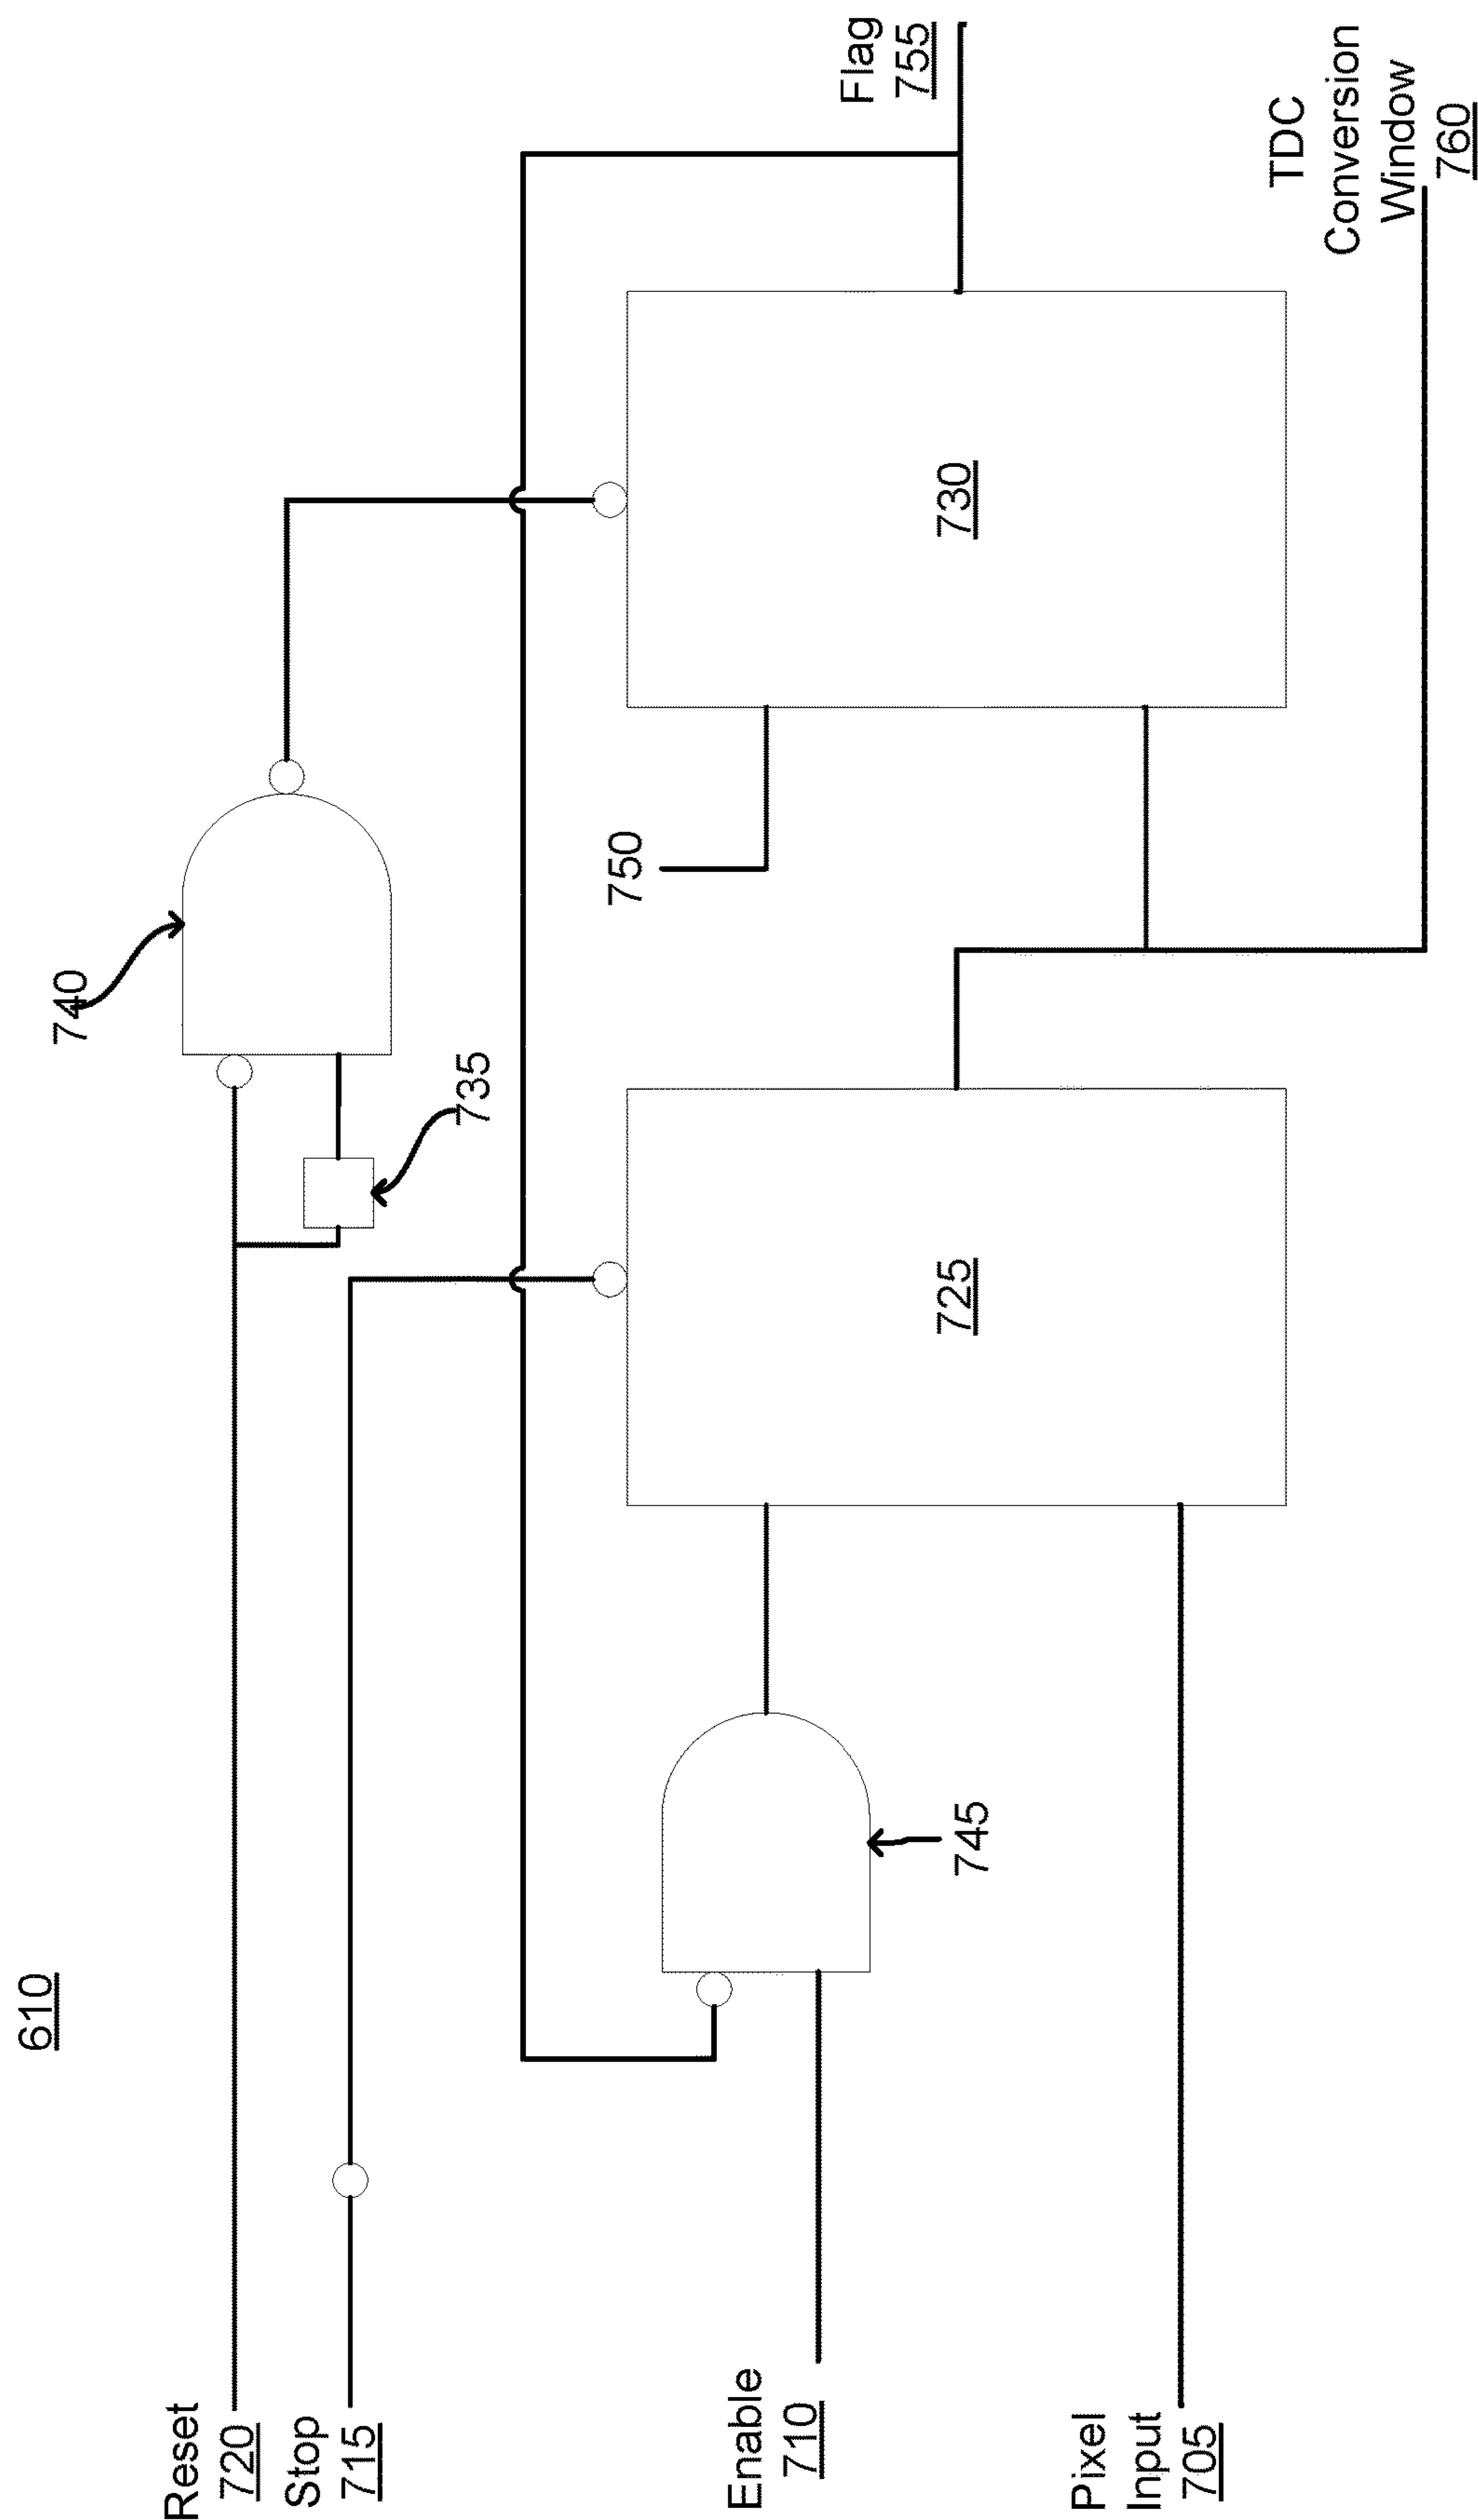 610
Reset
720
Stop
715
Enable
710
Pixel
Input
705
740
735
745
725
750
730
Flag
755
TDC
Conversion
Window
760